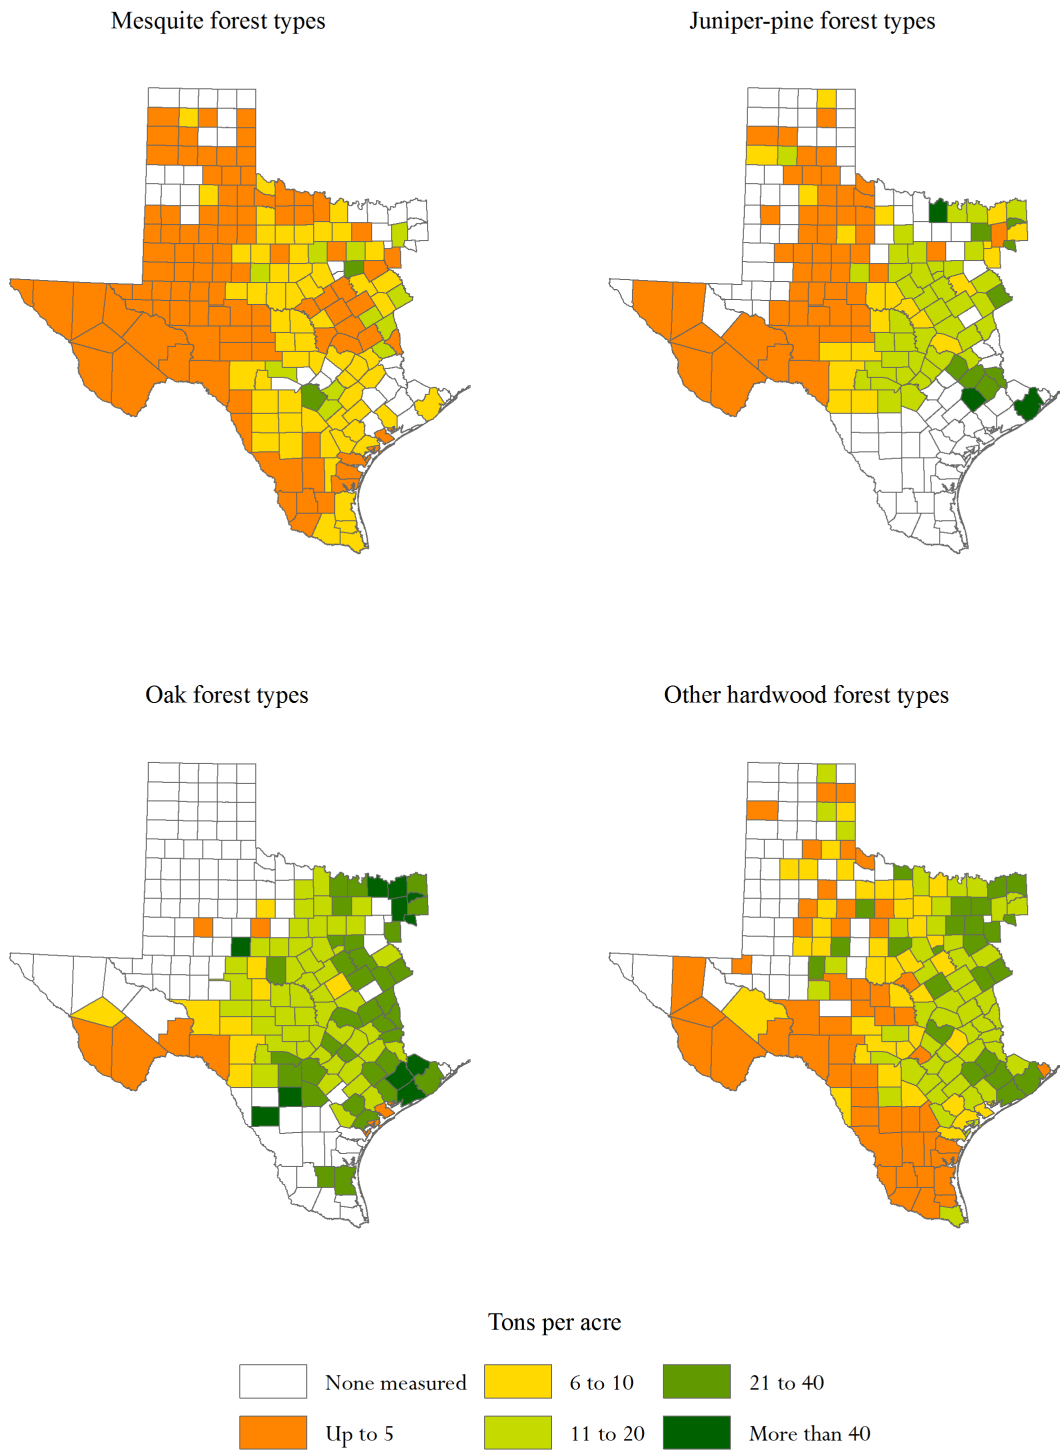 Mesquite forest types
Juniper-pine forest types
Oak forest types
Other hardwood forest types
Tons per acre
None measured
6 to 10
21 to 40
Up to 5
11 to 20
More than 40